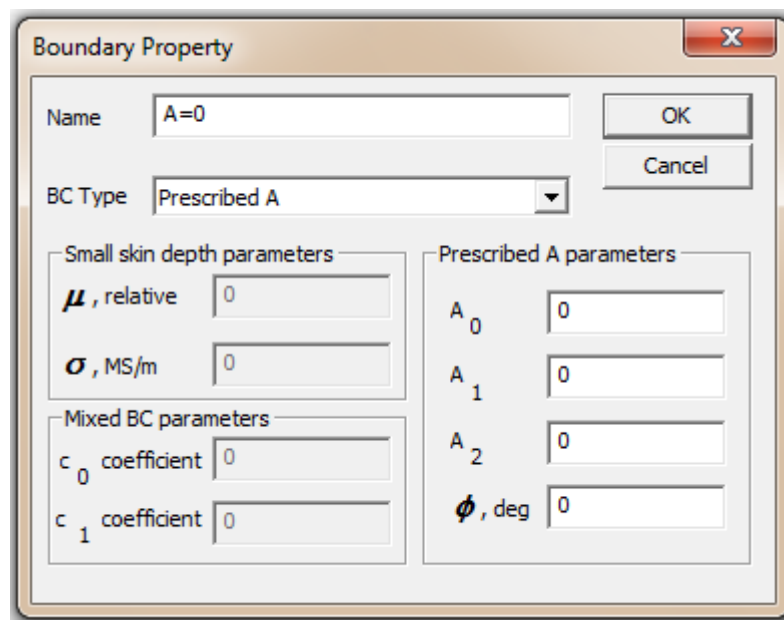 Boundary Property
Name A=0 OK
Cancel
BC Type Prescribed A
Small skin depth parameters
μ , relative 0
σ , MS/m 0
Mixed BC parameters
c 0 coefficient 0
c 1 coefficient 0
Prescribed A parameters
A 0 0
A 1 0
A 2 0
ϕ , deg 0